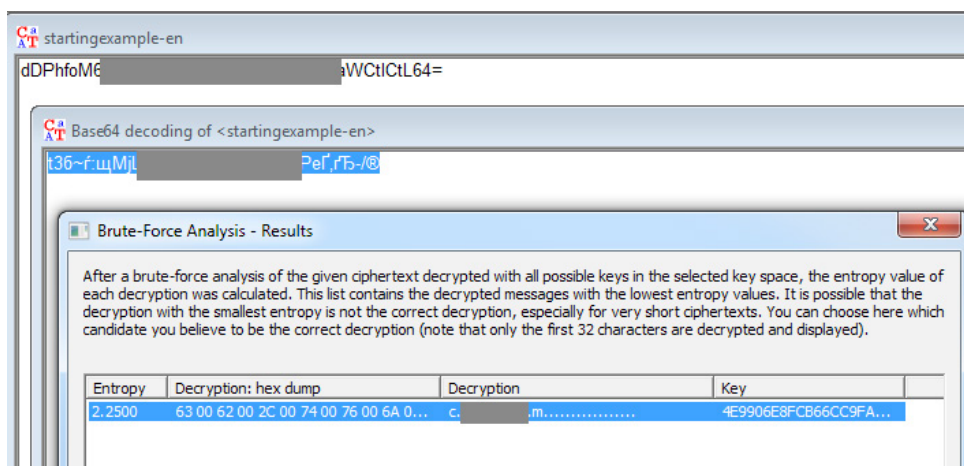 startingexample-en
dDPhfoM6 aWCtlCtL64=
Base64 decoding of <startingexample-en>
t3б~ѓ:щMjL PeЃ‚ѓЂ-/®
Brute-Force Analysis - Results
After a brute-force analysis of the given ciphertext decrypted with all possible keys in the selected key space, the entropy value of
each decryption was calculated. This list contains the decrypted messages with the lowest entropy values. It is possible that the
decryption with the smallest entropy is not the correct decryption, especially for very short ciphertexts. You can choose here which
candidate you believe to be the correct decryption (note that only the first 32 characters are decrypted and displayed).
Entropy Decryption: hex dump Decryption Key
2.2500 63 00 62 00 2C 00 74 00 76 00 6A 0... c. .m................. 4E9906E8FCB66CC9FA...